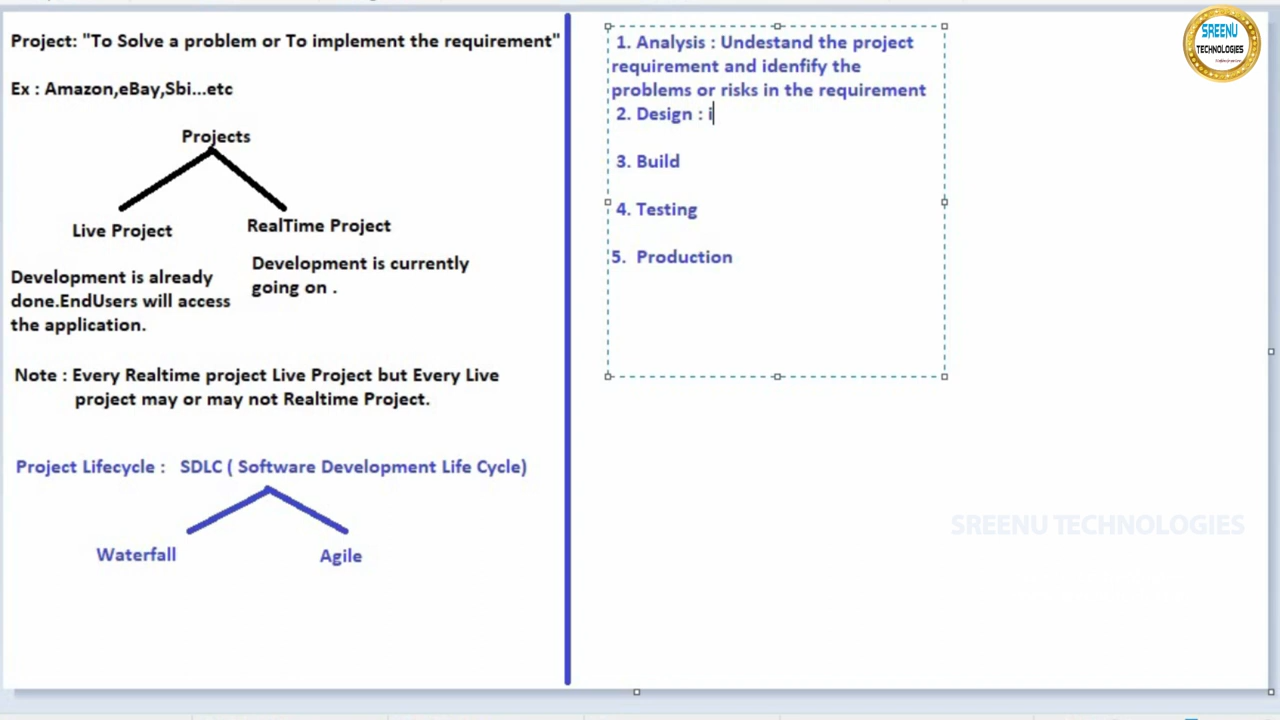 Project: "To Solve a problem or To implement the requirement"
Ex : Amazon,eBay,Sbi...etc
Projects
Live Project
RealTime Project
Development is already
done.EndUsers will access
the application.
Development is currently
going on .
Note : Every Realtime project Live Project but Every Live
project may or may not Realtime Project.
Project Lifecycle : SDLC ( Software Development Life Cycle)
Waterfall
Agile
1. Analysis : Undestand the project
requirement and idenfify the
problems or risks in the requirement
2. Design : i
3. Build
4. Testing
5. Production
SREENU
TECHNOLOGIES
SREENU TECHNOLOGIES